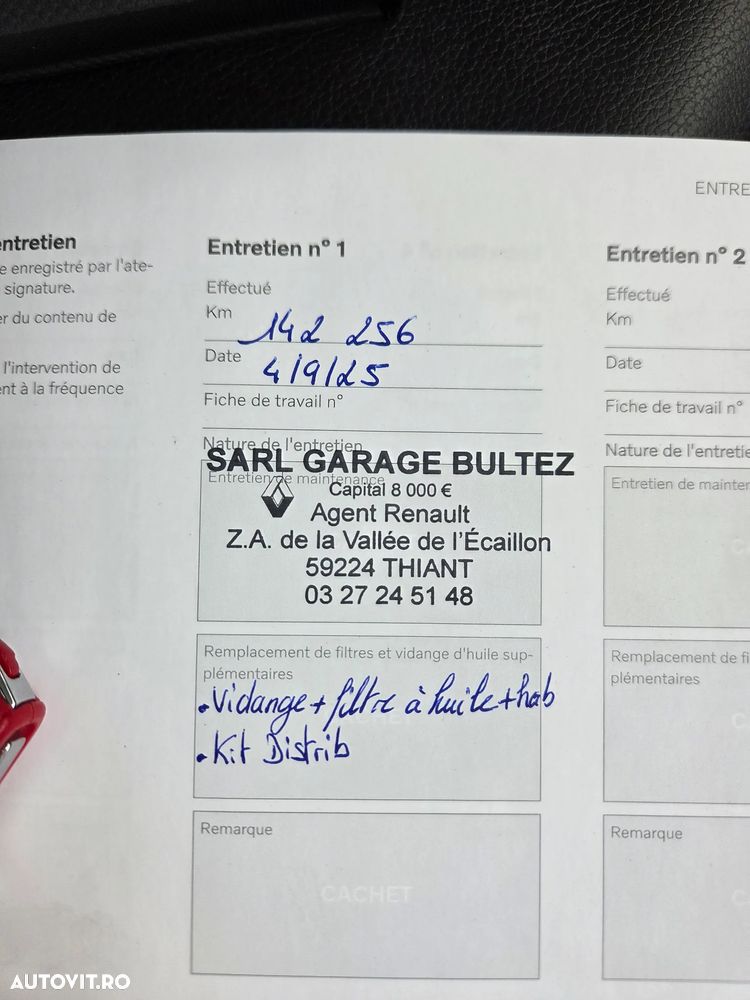 ENTRE
entretien
e enregistré par l'ate-
signature.
er du contenu de
l'intervention de
nt à la fréquence
Entretien n° 1
Effectué
Km 142 256
Date 4/9/25
Fiche de travail n°
Nature de l'entretien
Entretien de maintenance
SARL GARAGE BULTEZ
Capital 8 000 €
Agent Renault
Z.A. de la Vallée de l'Écaillon
59224 THIANT
03 27 24 51 48
Remplacement de filtres et vidange d'huile sup-
plémentaires
• Vidange + filtre à huile + hab
• Kit Distrib
CACHET
Remarque
CACHET
Entretien n° 2
Effectué
Km
Date
Fiche de travail n°
Nature de l'entretie
Entretien de mainter
Remplacement de fi
plémentaires
Remarque
AUTOVIT.RO